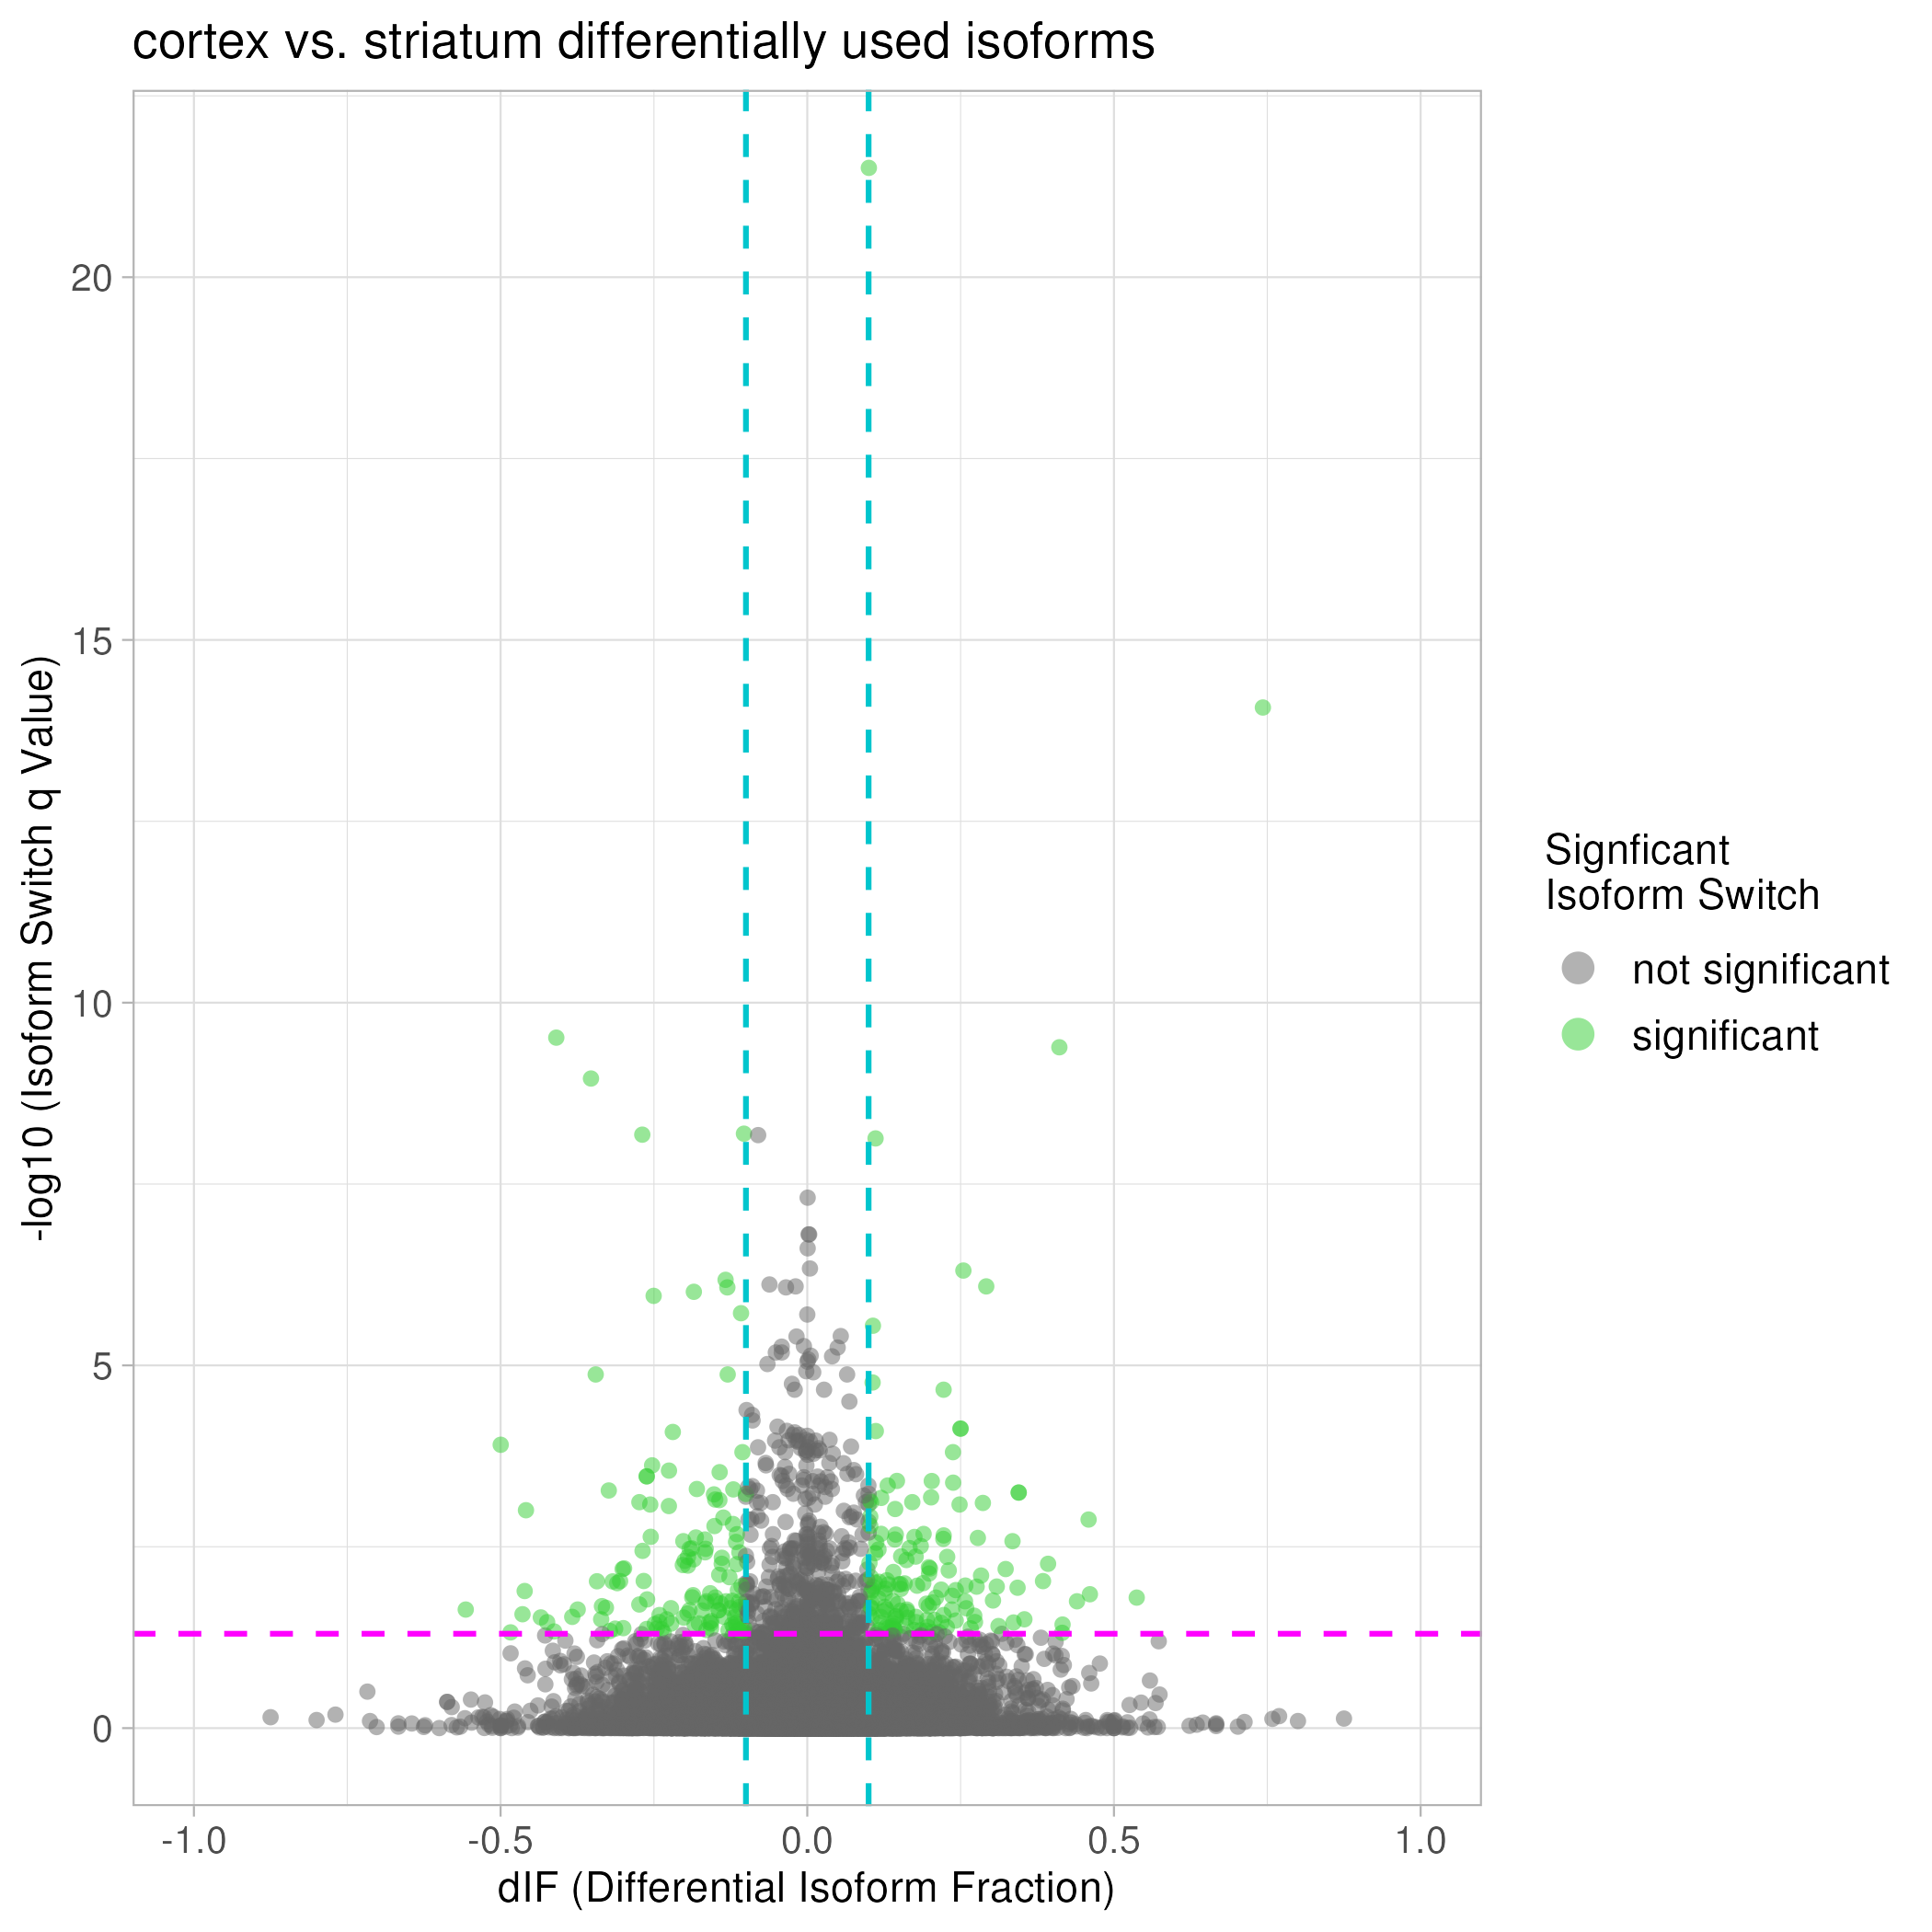 cortex vs. striatum differentially used isoforms
20
15
10
5
0
-log10 (Isoform Switch q Value)
-1.0 -0.5 0.0 0.5 1.0
dIF (Differential Isoform Fraction)
Signficant
Isoform Switch
not significant
significant